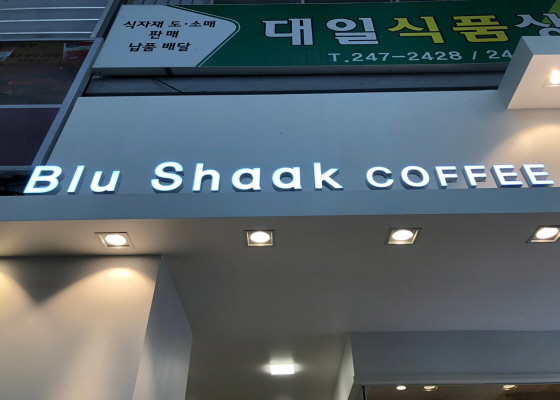 식자재 도·소매
판매
납품 배달
대일식품
T.247-2428 / 24
Blu Shaak COFFEE